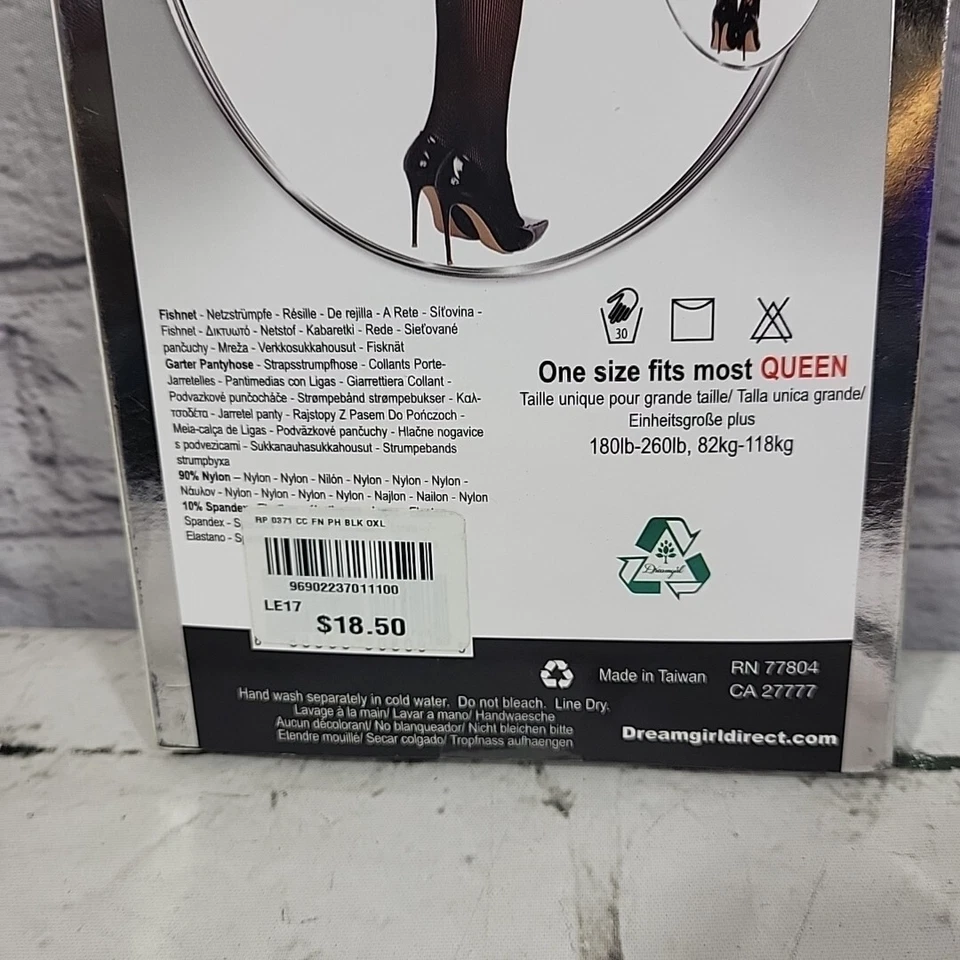 Fishnet - Netzstrümpfe - Résille - De rejilla - A Rete - Síťovina -
Fishnet - Δικτυωτό - Netstof - Kabaretki - Rede - Sieťované
pančuchy - Mreža - Verkkosukkahousut - Fisknät
Garter Pantyhose - Strapsstrumpfhose - Collants Porte-
Jarretelles - Pantimedias con Ligas - Giarrettiera Collant -
Podvazkové punčocháče - Strømpebånd strømpebukser - Καλ-
τσοδέτα - Jarretel panty - Rajstopy Z Pasem Do Pończoch -
Meia-calça de Ligas - Podväzkové pančuchy - Hlačne nogavice
s podvezicami - Sukkanauhasukkahousut - Strumpebands
strumpbyxa
90% Nylon – Nylon - Nylon - Nilón - Nylon - Nylon - Nylon -
Νάυλον - Nylon - Nylon - Nylon - Nylon - Najlon - Nailon - Nylon
10% Spandex
Spandex - S
Elastano - S
RP 0371 CC FN PH BLK OXL
96902237011100
LE17
$18.50
30
One size fits most QUEEN
Taille unique pour grande taille/ Talla unica grande/
Einheitsgroße plus
180lb-260lb, 82kg-118kg
Dreamgirl
Made in Taiwan
RN 77804
CA 27777
Hand wash separately in cold water. Do not bleach. Line Dry.
Lavage à la main/ Lavar a mano/ Handwaesche
Aucun décolorant/ No blanqueador/ Nicht bleichen bitte
Etendre mouillé/ Secar colgado/ Tropfnass aufhaengen
Dreamgirldirect.com